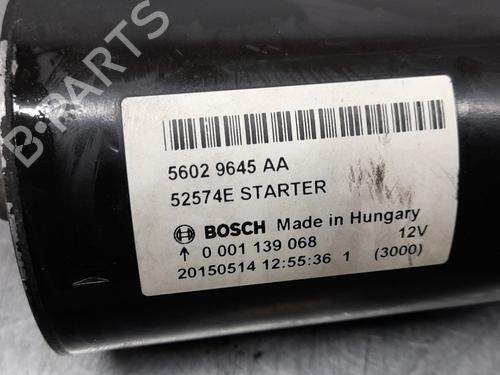 B-PARTS
5602 9645 AA
52574E STARTER
BOSCH Made in Hungary
↑ 0 001 139 068 12V
20150514 12:55:36 1 (3000)